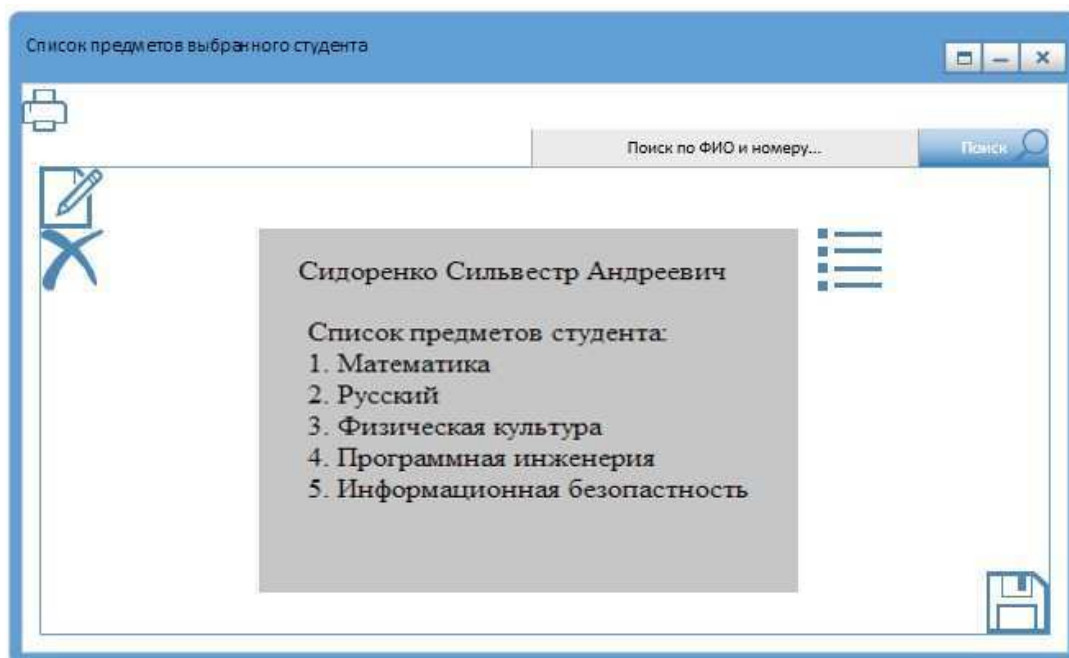 Список предметов выбранного студента
Поиск по ФИО и номеру...
Поиск
Сидоренко Сильвестр Андреевич
Список предметов студента:
1. Математика
2. Русский
3. Физическая культура
4. Программная инженерия
5. Информационная безопастность